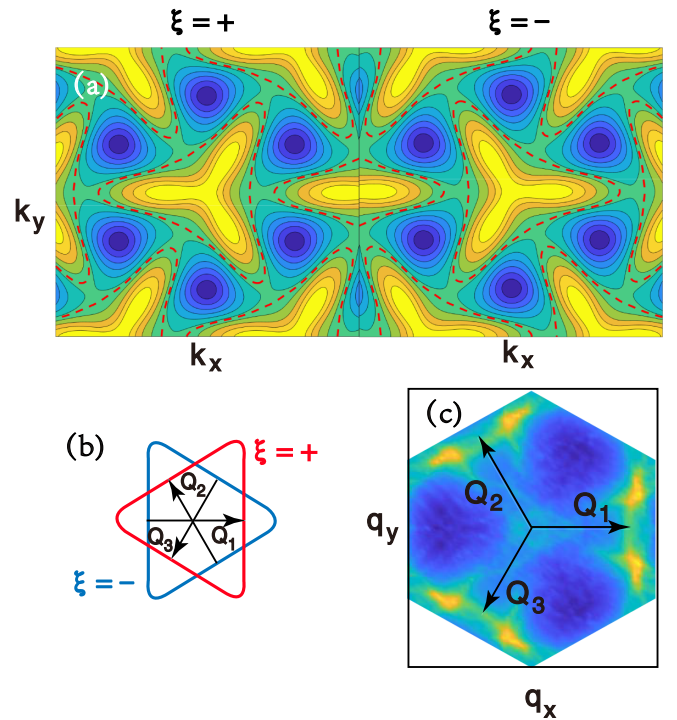 ξ = + ξ = −
(a)
k_y
k_x k_x
(b)
ξ = +
Q_2
Q_3 Q_1
ξ = −
(c)
q_y
Q_2 Q_1
Q_3
q_x